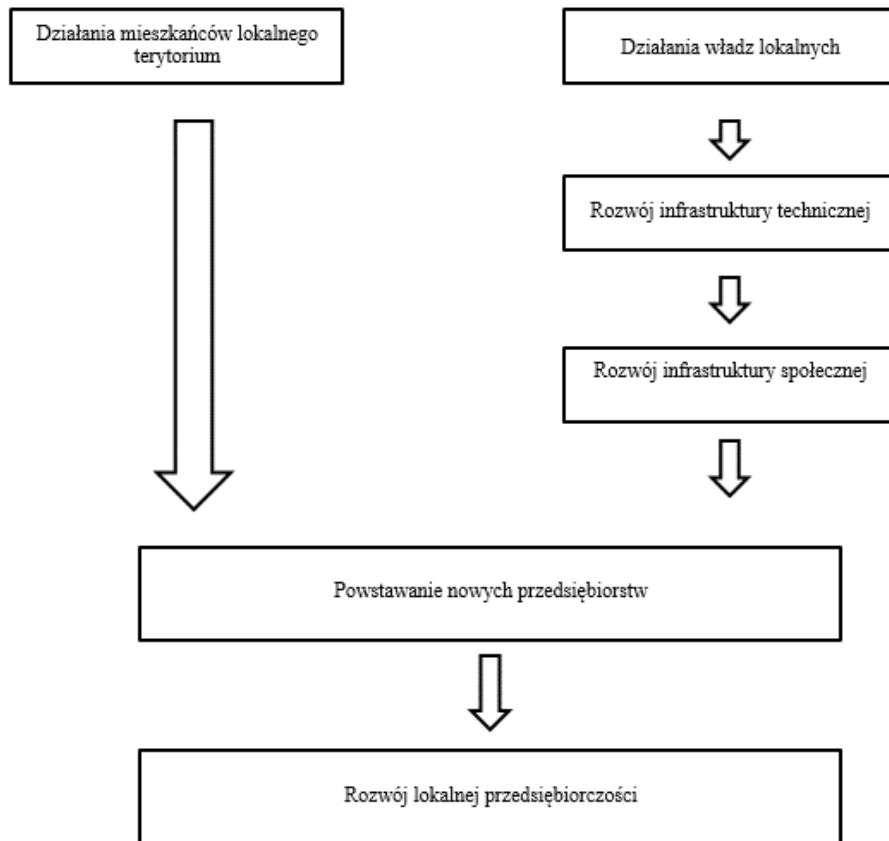 Działania mieszkańców lokalnego
terytorium
Działania władz lokalnych
Rozwój infrastruktury technicznej
Rozwój infrastruktury społecznej
Powstawanie nowych przedsiębiorstw
Rozwój lokalnej przedsiębiorczości